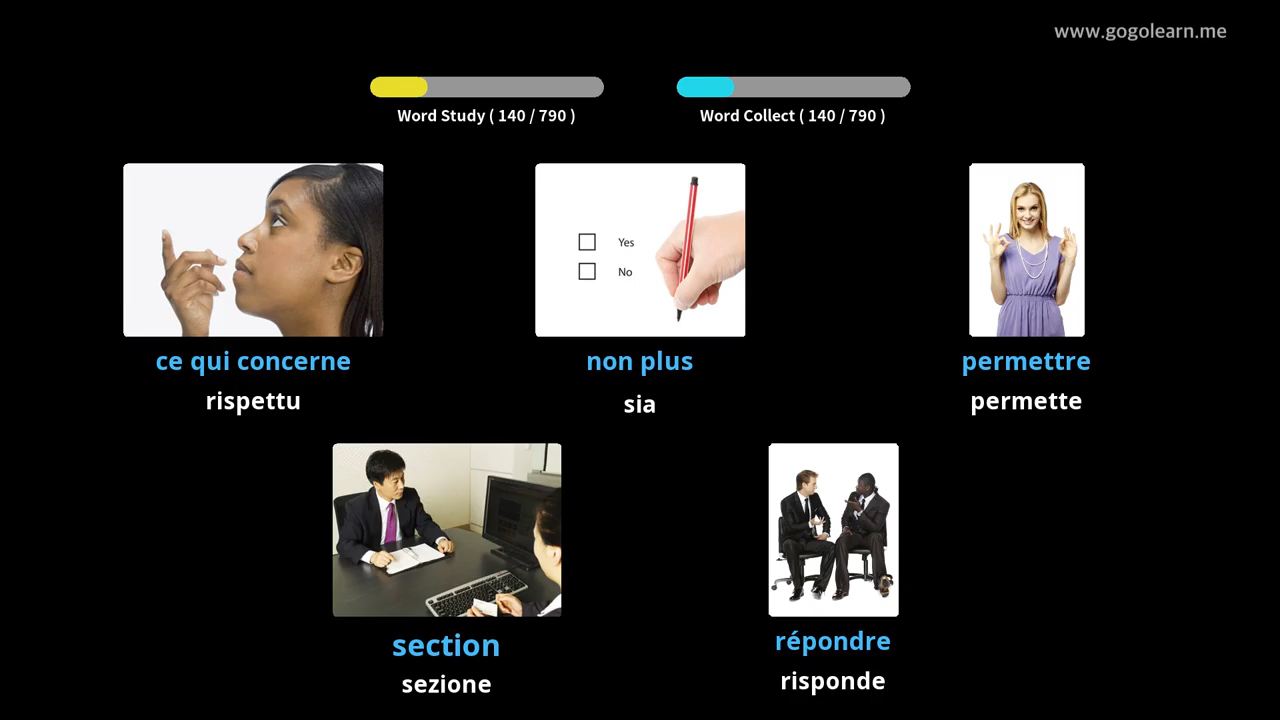 www.gogolearn.me
Word Study ( 140 / 790 )
Word Collect ( 140 / 790 )
Yes
No
ce qui concerne
rispettu
non plus
sia
permettre
permette
section
sezione
répondre
risponde